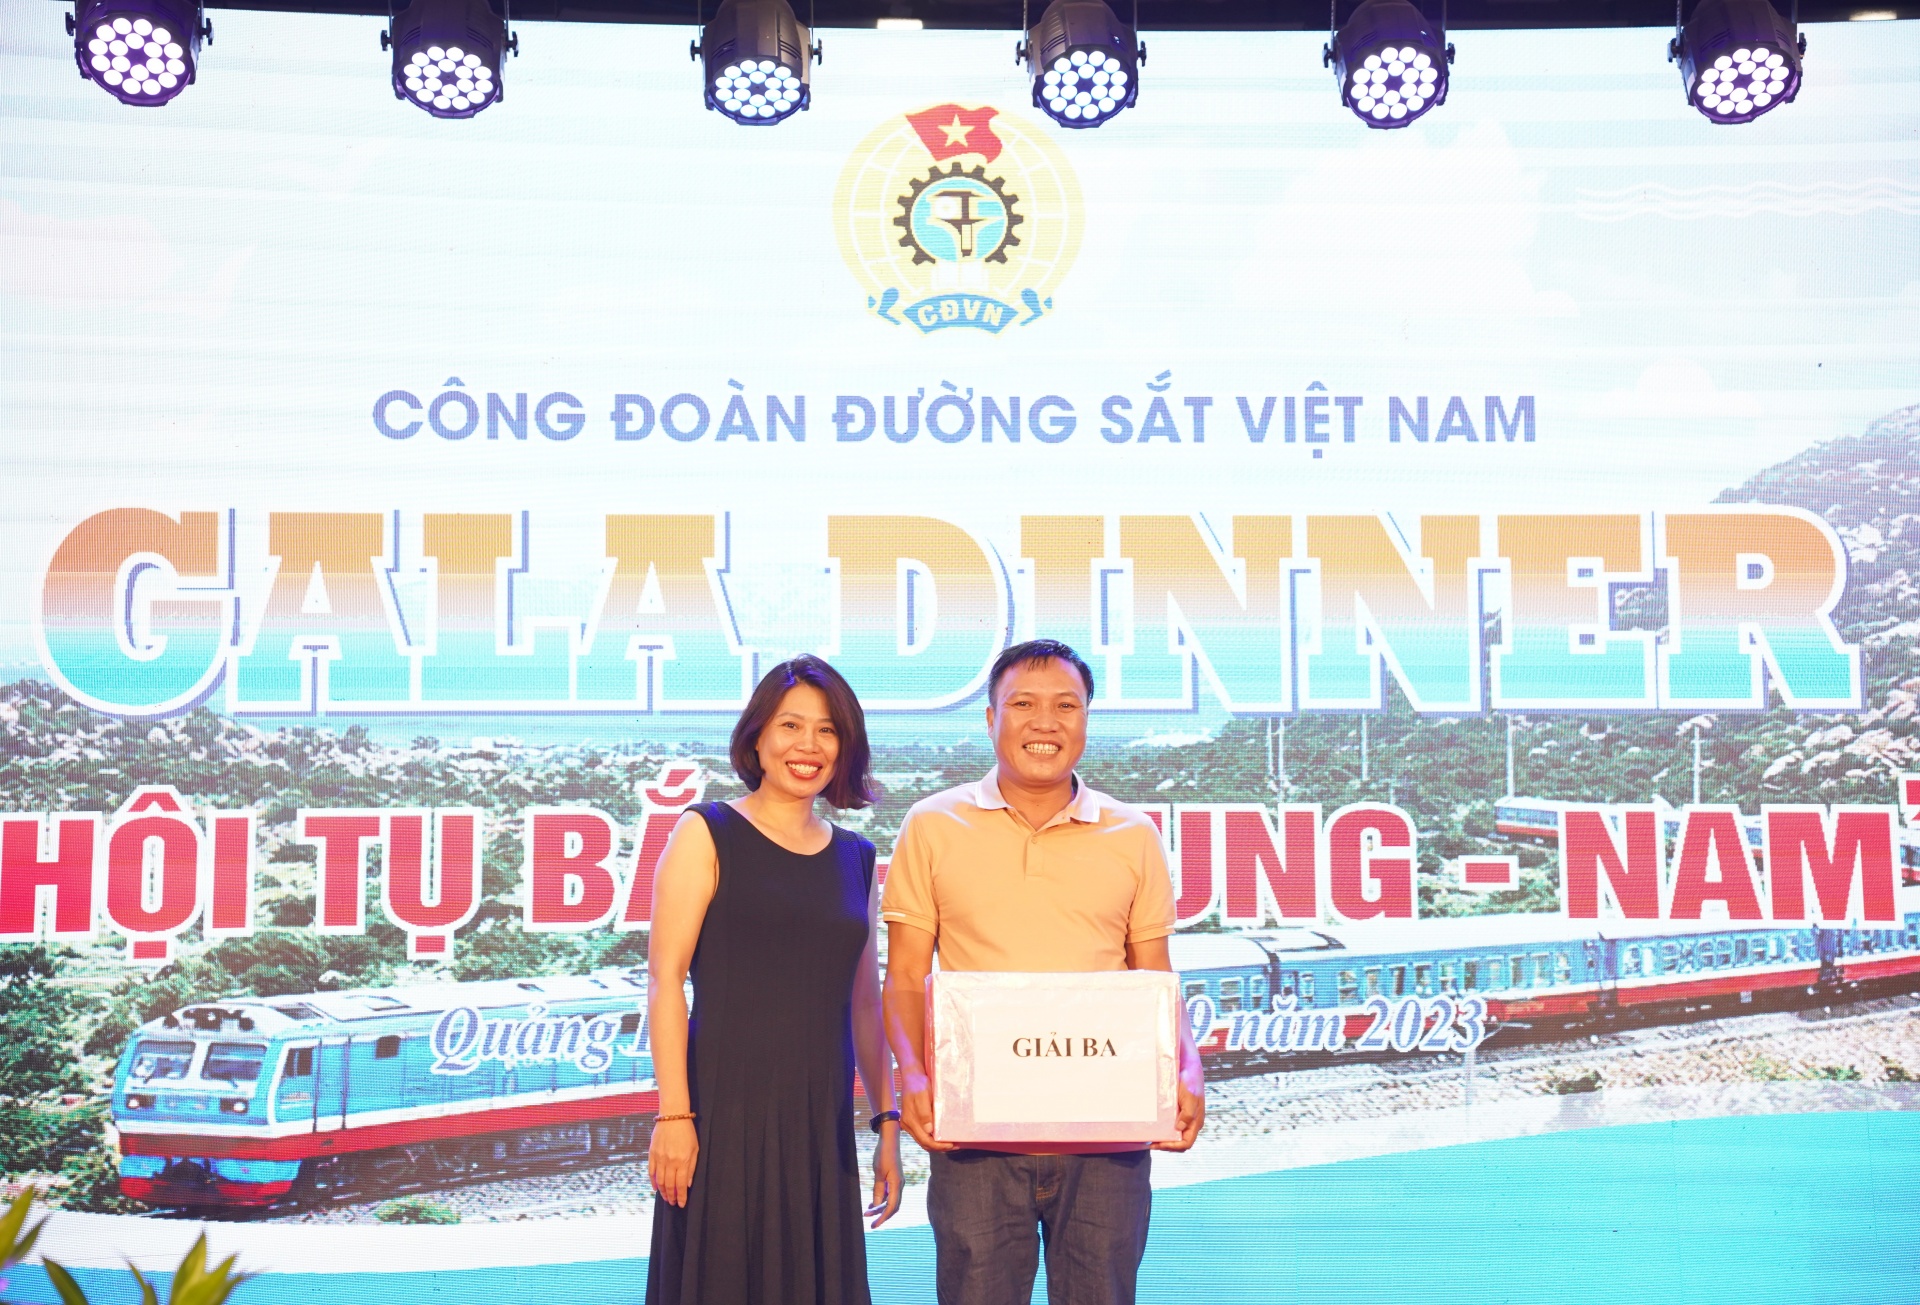 CĐVN
CÔNG ĐOÀN ĐƯỜNG SẮT VIỆT NAM
GALA DINNER
HỘI TỤ BẮ - UNG - NAM
Quảng 9 năm 2023
GIẢI BA